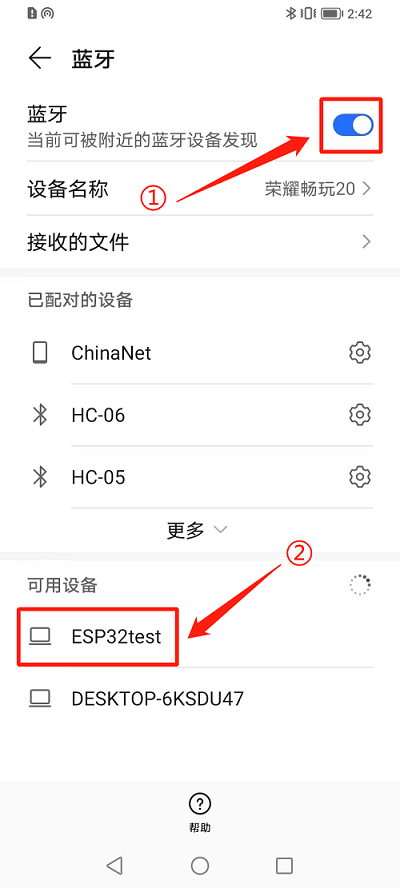 2:42
蓝牙
蓝牙
当前可被附近的蓝牙设备发现
①
设备名称 荣耀畅玩20
接收的文件
已配对的设备
ChinaNet
HC-06
HC-05
更多
②
可用设备
ESP32test
DESKTOP-6KSDU47
帮助